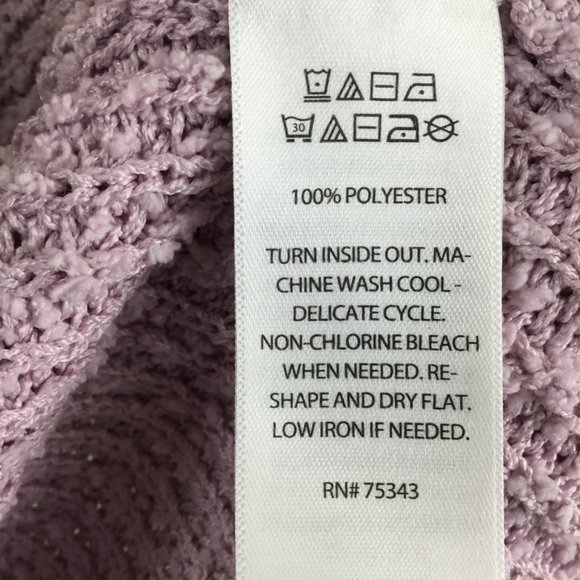 30
100% POLYESTER
TURN INSIDE OUT. MA-
CHINE WASH COOL -
DELICATE CYCLE.
NON-CHLORINE BLEACH
WHEN NEEDED. RE-
SHAPE AND DRY FLAT.
LOW IRON IF NEEDED.
RN# 75343